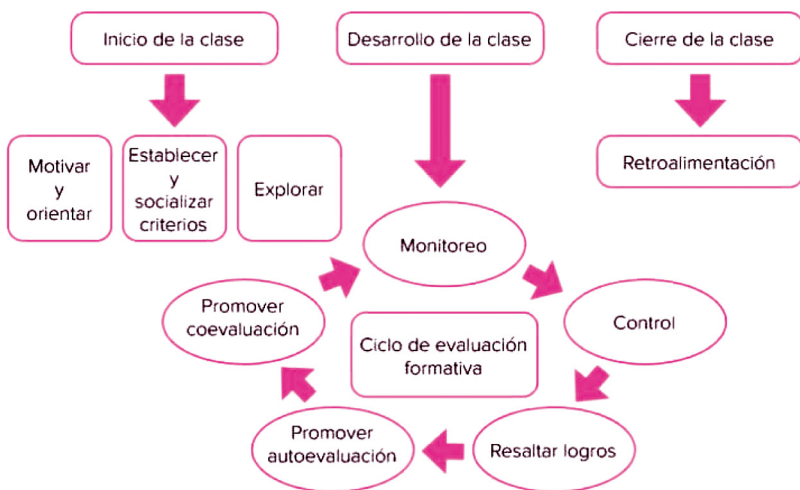 Inicio de la clase
Desarrollo de la clase
Cierre de la clase
Motivar
y
orientar
Establecer
y
socializar
criterios
Explorar
Retroalimentación
Monitoreo
Promover
coevaluación
Control
Ciclo de evaluación
formativa
Promover
autoevaluación
Resaltar logros